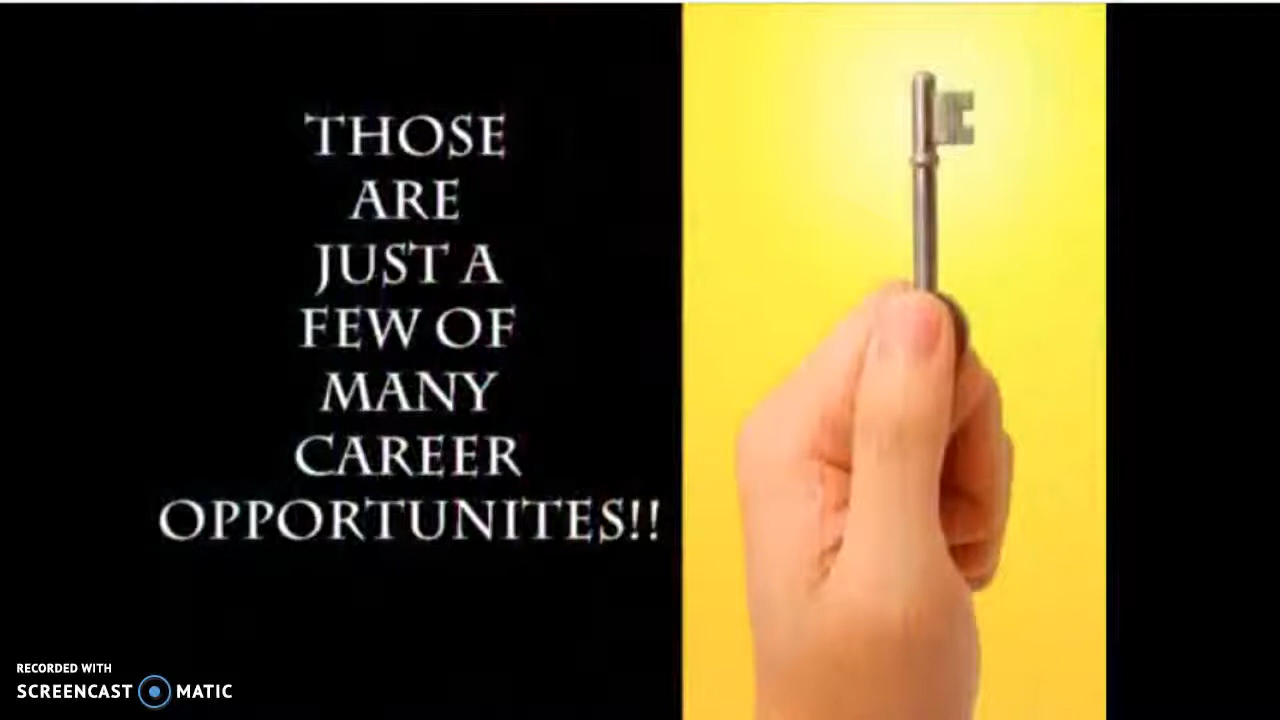 THOSE
ARE
JUST A
FEW OF
MANY
CAREER
OPPORTUNITES!!
RECORDED WITH
SCREENCAST MATIC